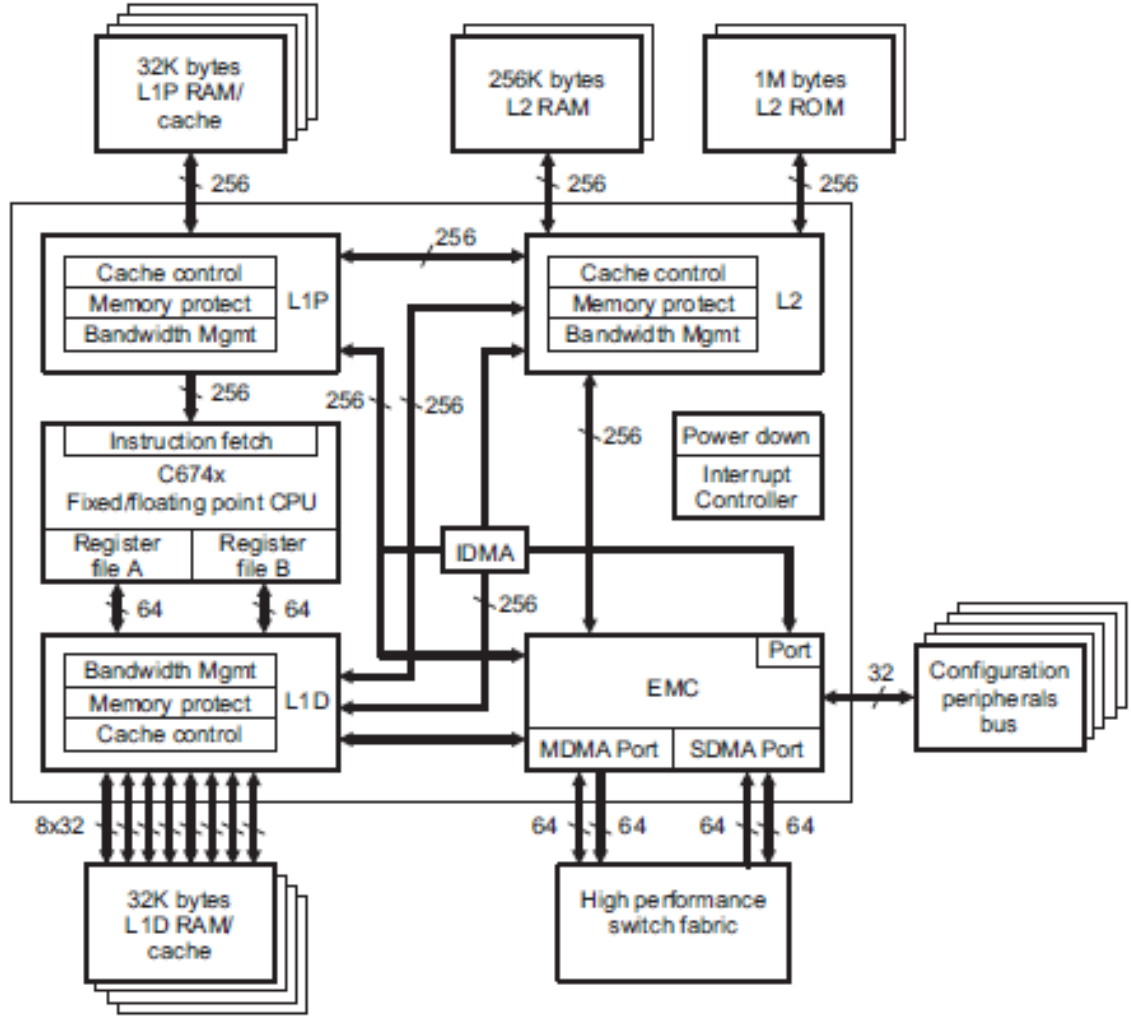 32K bytes
L1P RAM/
cache
256K bytes
L2 RAM
1M bytes
L2 ROM
256
256
256
256
Cache control
Memory protect
Bandwidth Mgmt
L1P
Cache control
Memory protect
Bandwidth Mgmt
L2
256
256
256
256
Instruction fetch
C674x
Fixed/floating point CPU
Register
file A
Register
file B
Power down
Interrupt
Controller
IDMA
256
64
64
Bandwidth Mgmt
Memory protect
Cache control
L1D
Port
EMC
MDMA Port
SDMA Port
32
Configuration
peripherals
bus
8x32
64
64
64
64
32K bytes
L1D RAM/
cache
High performance
switch fabric